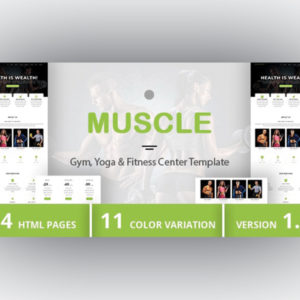 HEALTH IS WEALTH!
HEALTH IS WEALTH!
MUSCLE
Gym, Yoga & Fitness Center Template
4 HTML PAGES
11 COLOR VARIATION
VERSION 1.